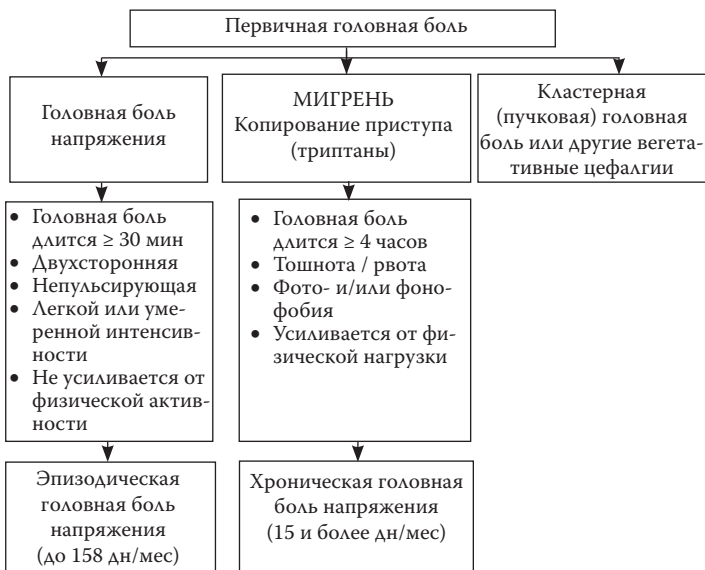 Первичная головная боль
Головная боль
напряжения
МИГРЕНЬ
Копирование приступа
(триптаны)
Кластерная
(пучковая) головная
боль или другие вегета-
тивные цефалгии
• Головная боль
длится ≥ 30 мин
• Двухсторонняя
• Непульсирующая
• Легкой или уме-
ренной интенсив-
ности
• Не усиливается от
физической актив-
ности
• Головная боль
длится ≥ 4 часов
• Тошнота / рвота
• Фото- и/или фоно-
фобия
• Усиливается от фи-
зической нагрузки
Эпизодическая
головная боль
напряжения
(до 158 дн/мес)
Хроническая головная
боль напряжения
(15 и более дн/мес)